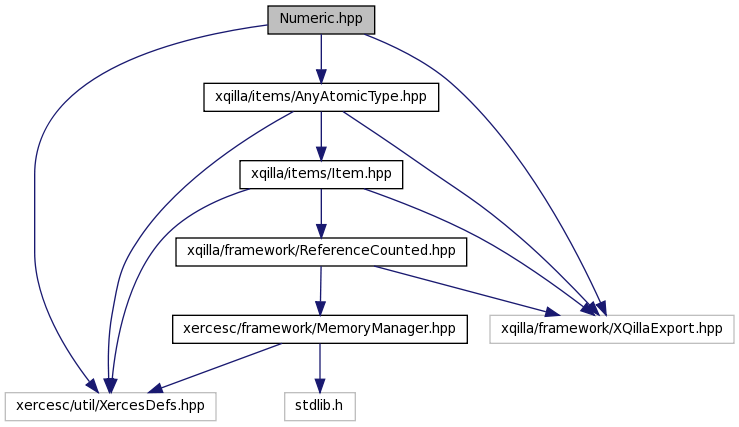 Numeric.hpp
xqilla/items/AnyAtomicType.hpp
xqilla/items/Item.hpp
xqilla/framework/ReferenceCounted.hpp
xercesc/framework/MemoryManager.hpp
xqilla/framework/XQillaExport.hpp
xercesc/util/XercesDefs.hpp
stdlib.h